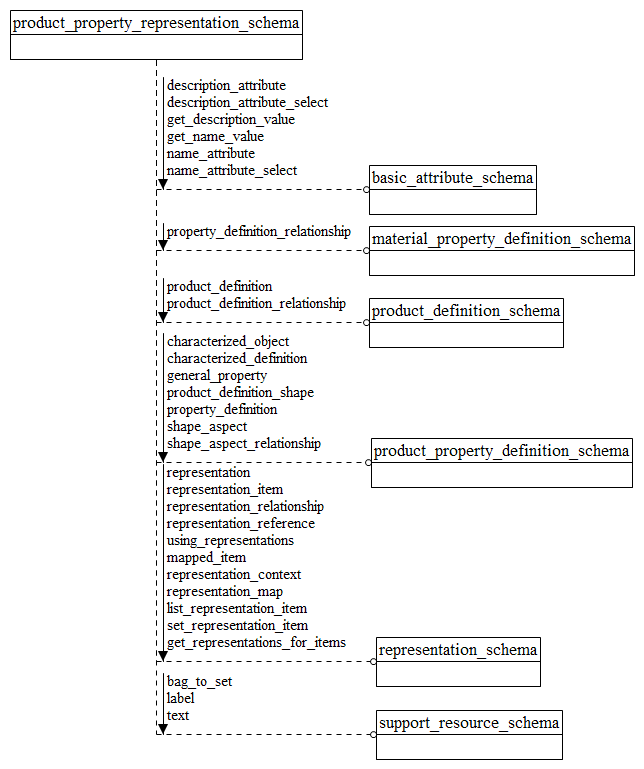 product_property_representation_schema
description_attribute
description_attribute_select
get_description_value
get_name_value
name_attribute
name_attribute_select
basic_attribute_schema
property_definition_relationship
material_property_definition_schema
product_definition
product_definition_relationship
product_definition_schema
characterized_object
characterized_definition
general_property
product_definition_shape
property_definition
shape_aspect
shape_aspect_relationship
product_property_definition_schema
representation
representation_item
representation_relationship
representation_reference
using_representations
mapped_item
representation_context
representation_map
list_representation_item
set_representation_item
get_representations_for_items
representation_schema
bag_to_set
label
text
support_resource_schema